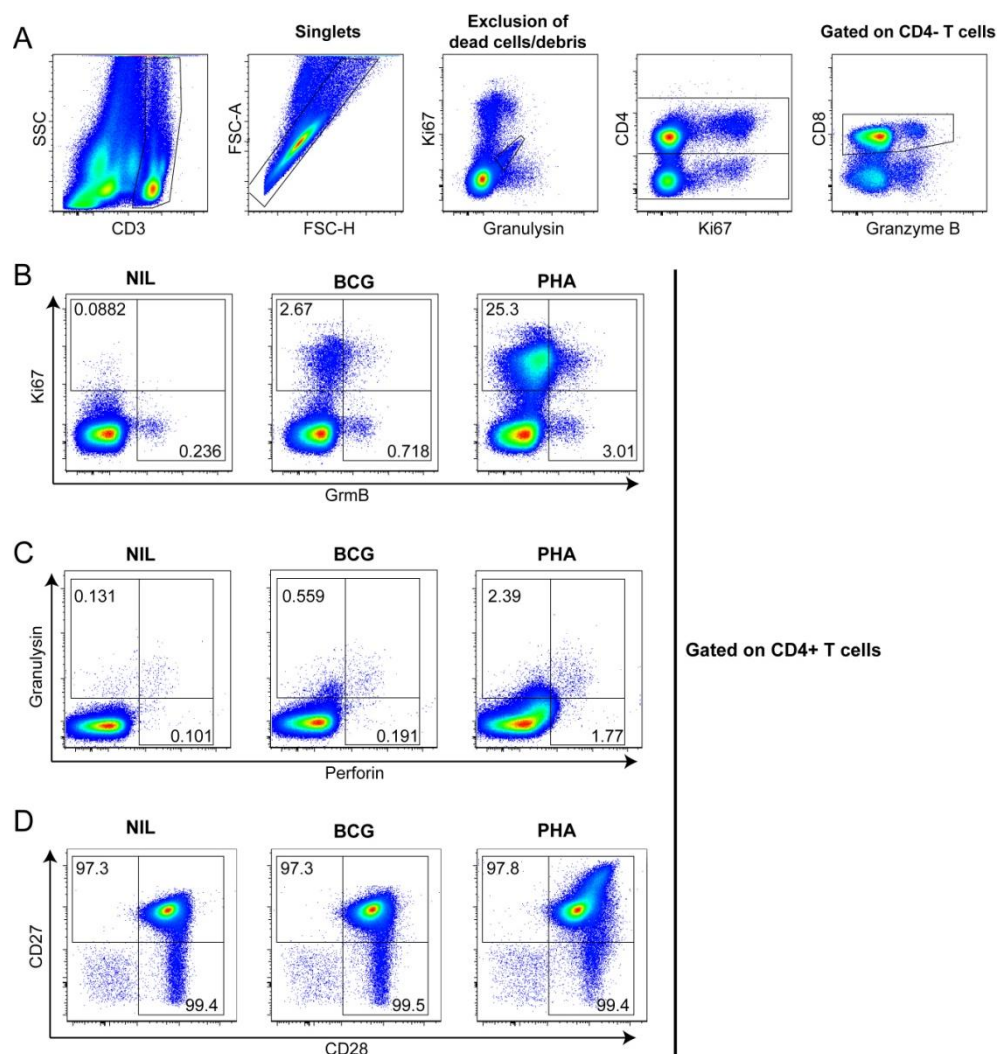 A
Singlets
Exclusion of
dead cells/debris
Gated on CD4- T cells
SSC
CD3
FSC-A
FSC-H
Ki67
Granulysin
CD4
Ki67
CD8
Granzyme B
B
NIL
BCG
PHA
0.0882
2.67
25.3
Ki67
0.236
0.718
3.01
GrmB
C
NIL
BCG
PHA
0.131
0.559
2.39
Granulysin
0.101
0.191
1.77
Perforin
Gated on CD4+ T cells
D
NIL
BCG
PHA
97.3
97.3
97.8
CD27
99.4
99.5
99.4
CD28